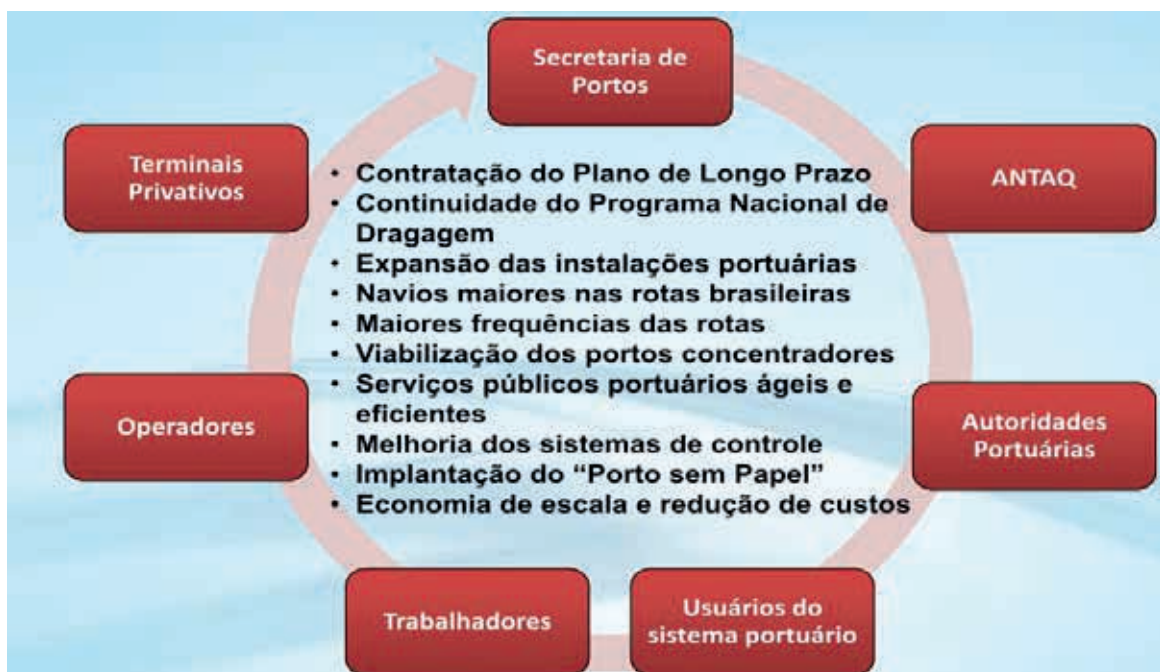 Secretaria de
Portos
Terminais
Privativos
ANTAQ
• Contratação do Plano de Longo Prazo
• Continuidade do Programa Nacional de
Dragagem
• Expansão das instalações portuárias
• Navios maiores nas rotas brasileiras
• Maiores frequências das rotas
• Viabilização dos portos concentradores
• Serviços públicos portuários ágeis e
eficientes
• Melhoria dos sistemas de controle
• Implantação do “Porto sem Papel”
• Economia de escala e redução de custos
Operadores
Autoridades
Portuárias
Trabalhadores
Usuários do
sistema portuário